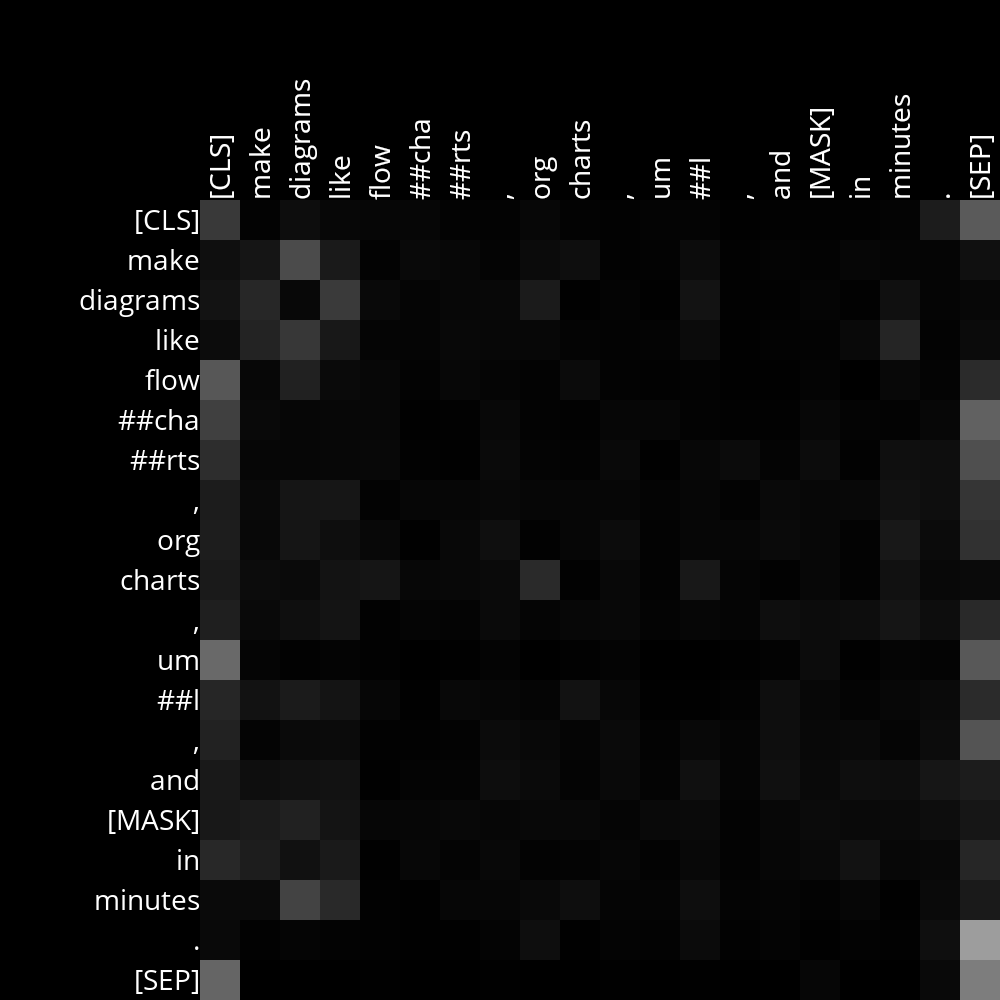 [CLS] make diagrams like flow ##cha ##rts , org charts , um ##l , and [MASK] in minutes . [SEP]
[CLS]
make
diagrams
like
flow
##cha
##rts
,
org
charts
,
um
##l
,
and
[MASK]
in
minutes
.
[SEP]